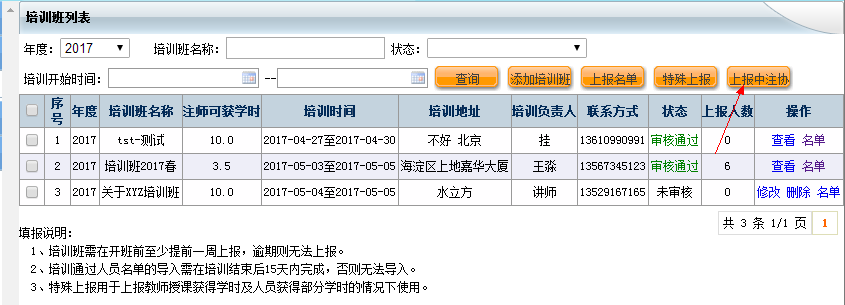 培训班列表
年度： 2017 培训班名称： 状态：
培训开始时间： -- 查询 添加培训班 上报名单 特殊上报 上报中注协
序号 年度 培训班名称 注师可获学时 培训时间 培训地址 培训负责人 联系方式 状态 上报人数 操作
1 2017 tst-测试 10.0 2017-04-27至2017-04-30 不好 北京 挂 13610990991 审核通过 0 查看 名单
2 2017 培训班2017春 3.5 2017-05-03至2017-05-05 海淀区上地嘉华大厦 王淼 13567345123 审核通过 6 查看 名单
3 2017 关于XYZ培训班 10.0 2017-05-04至2017-05-05 水立方 讲师 13529167165 未审核 0 修改 删除 名单
共 3 条 1/1 页 1
填报说明：
1、培训班需在开班前至少提前一周上报，逾期则无法上报。
2、培训通过人员名单的导入需在培训结束后15天内完成，否则无法导入。
3、特殊上报用于上报教师授课获得学时及人员获得部分学时的情况下使用。